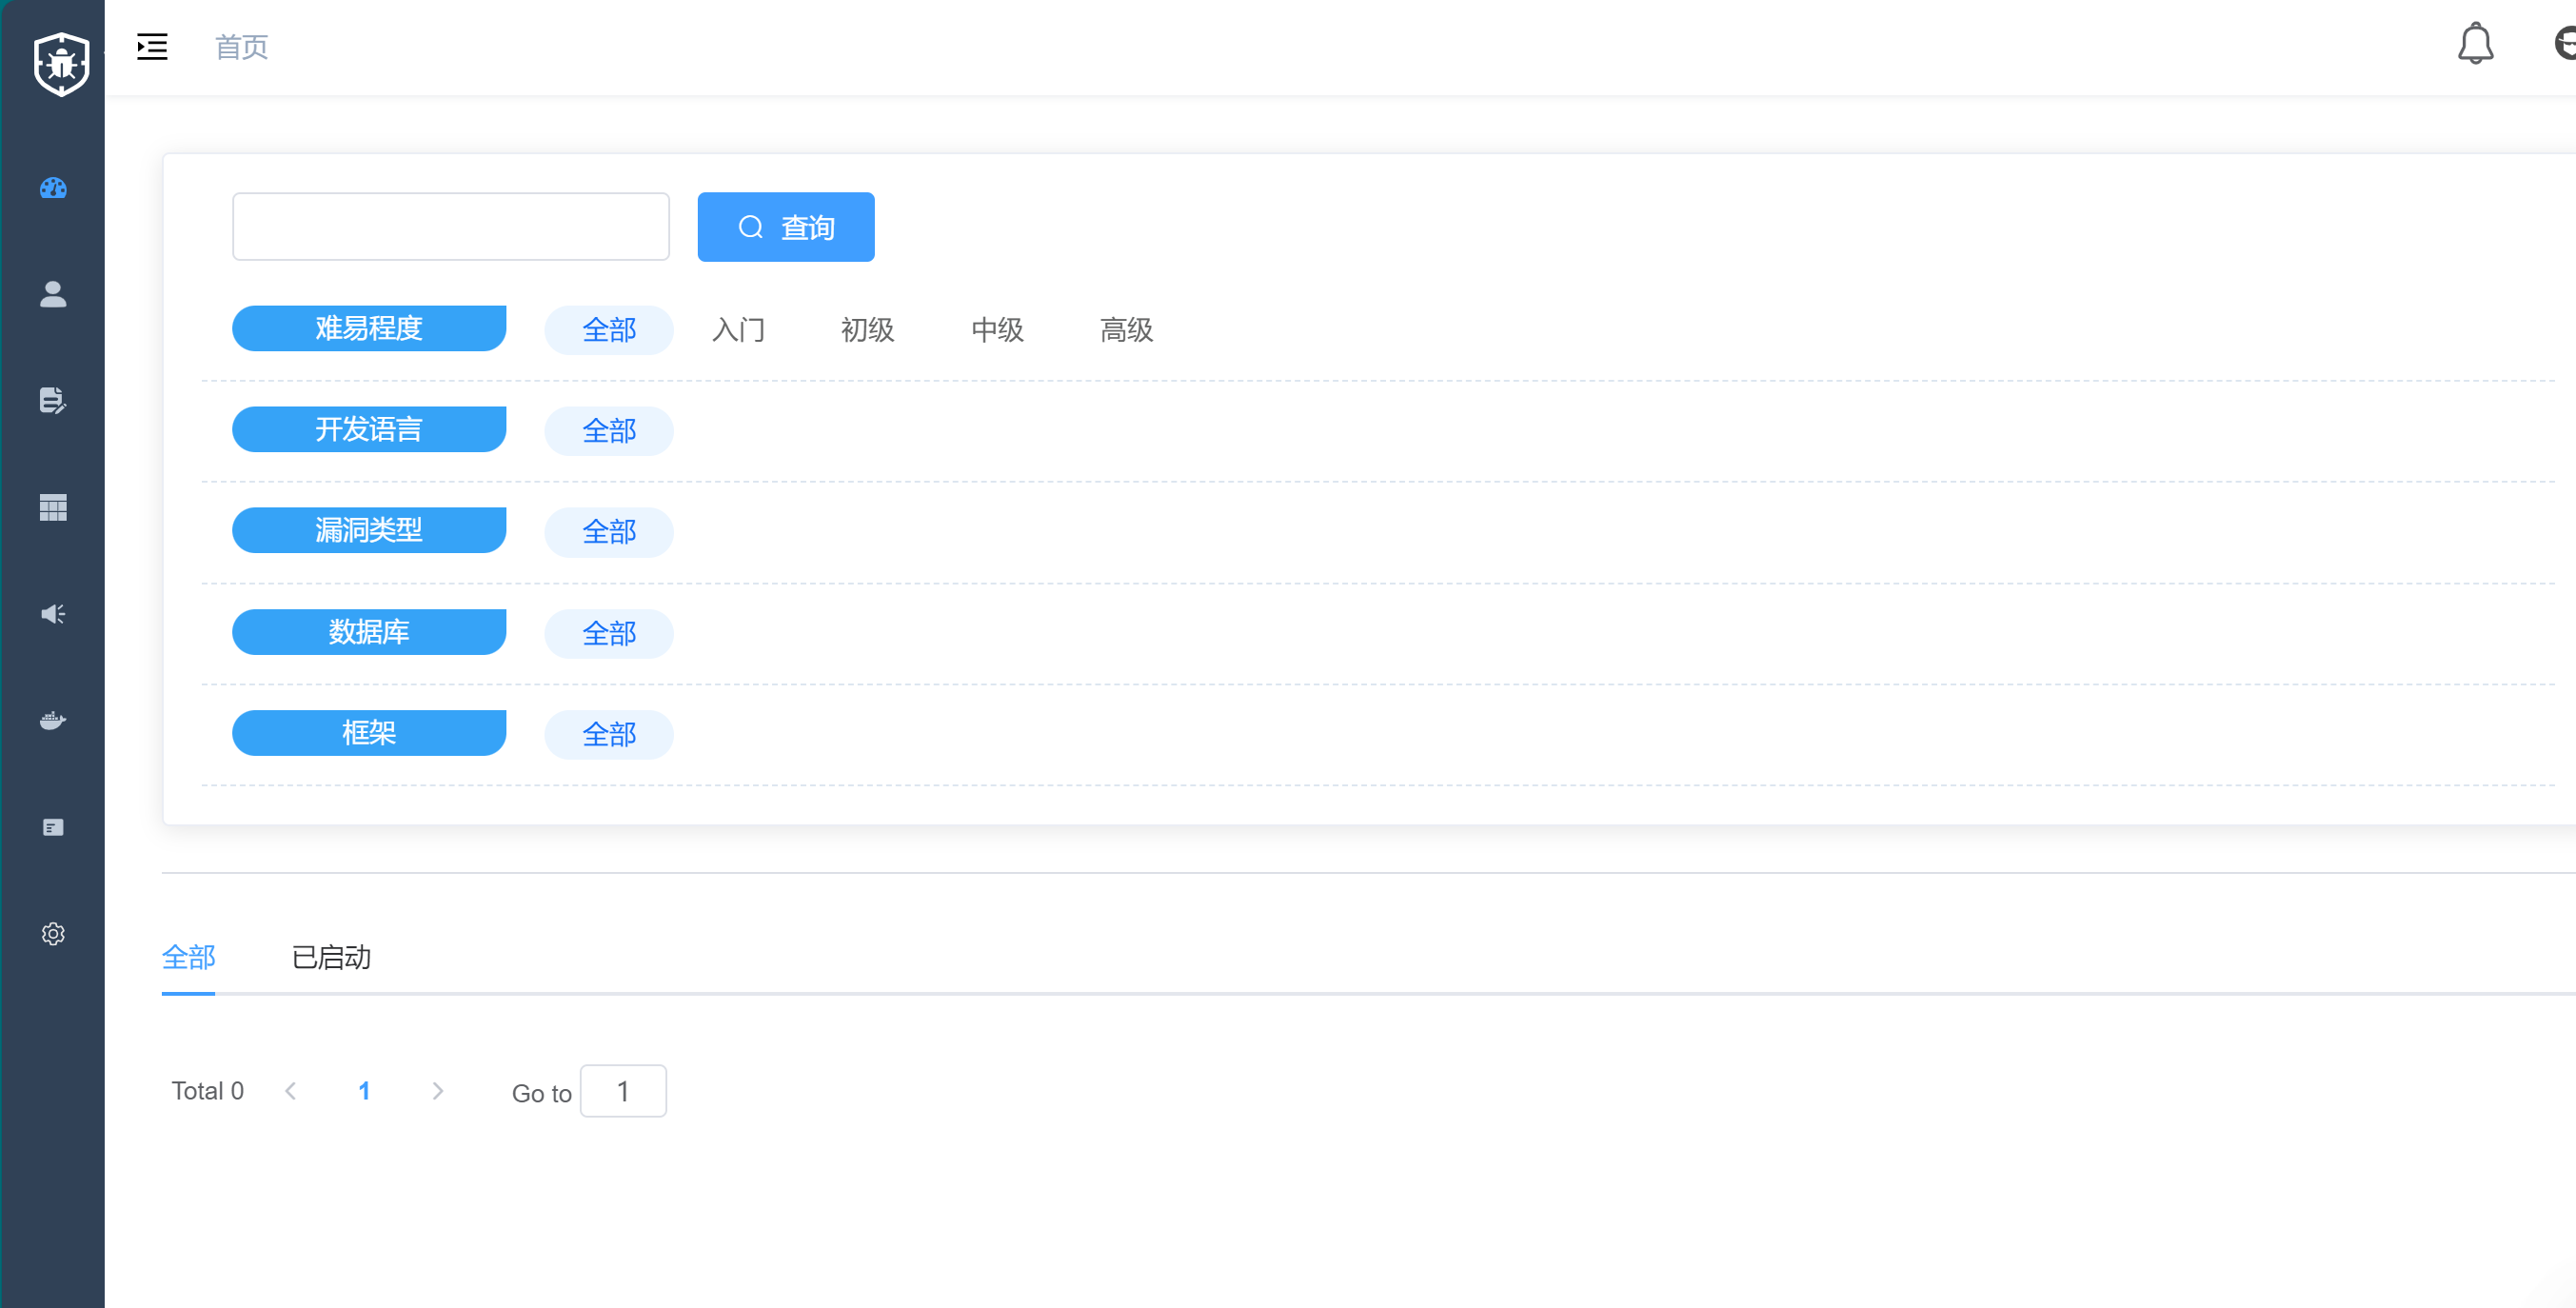 首页
查询
难易程度 全部 入门 初级 中级 高级
开发语言 全部
漏洞类型 全部
数据库 全部
框架 全部
全部 已启动
Total 0 1 Go to 1